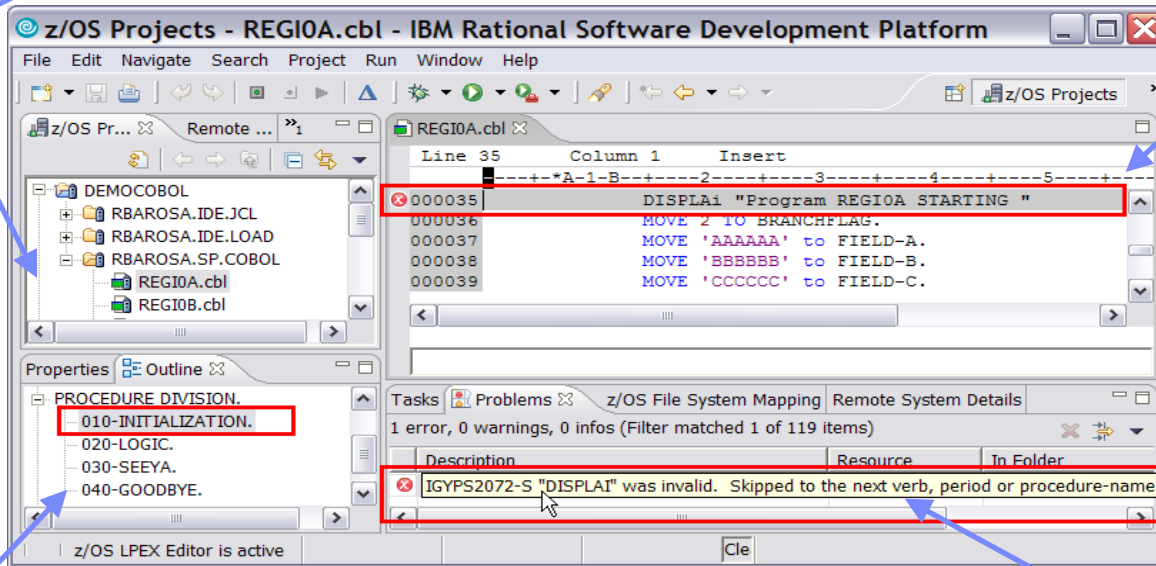 z/OS Projects - REGI0A.cbl - IBM Rational Software Development Platform
File Edit Navigate Search Project Run Window Help
z/OS Projects
z/OS Pr... Remote ... »1
DEMOCOBOL
RBAROSA.IDE.JCL
RBAROSA.IDE.LOAD
RBAROSA.SP.COBOL
REGI0A.cbl
REGI0B.cbl
REGI0A.cbl
Line 35 Column 1 Insert
----+-*A-1-B--+----2----+----3----+----4----+----5----+----
000035 DISPLAi "Program REGI0A STARTING "
000036 MOVE 2 TO BRANCHFLAG.
000037 MOVE 'AAAAAA' to FIELD-A.
000038 MOVE 'BBBBBB' to FIELD-B.
000039 MOVE 'CCCCCC' to FIELD-C.
Properties Outline
PROCEDURE DIVISION.
010-INITIALIZATION.
020-LOGIC.
030-SEEYA.
040-GOODBYE.
Tasks Problems z/OS File System Mapping Remote System Details
1 error, 0 warnings, 0 infos (Filter matched 1 of 119 items)
Description Resource In Folder
IGYPS2072-S "DISPLAI" was invalid. Skipped to the next verb, period or procedure-name
z/OS LPEX Editor is active
Cle